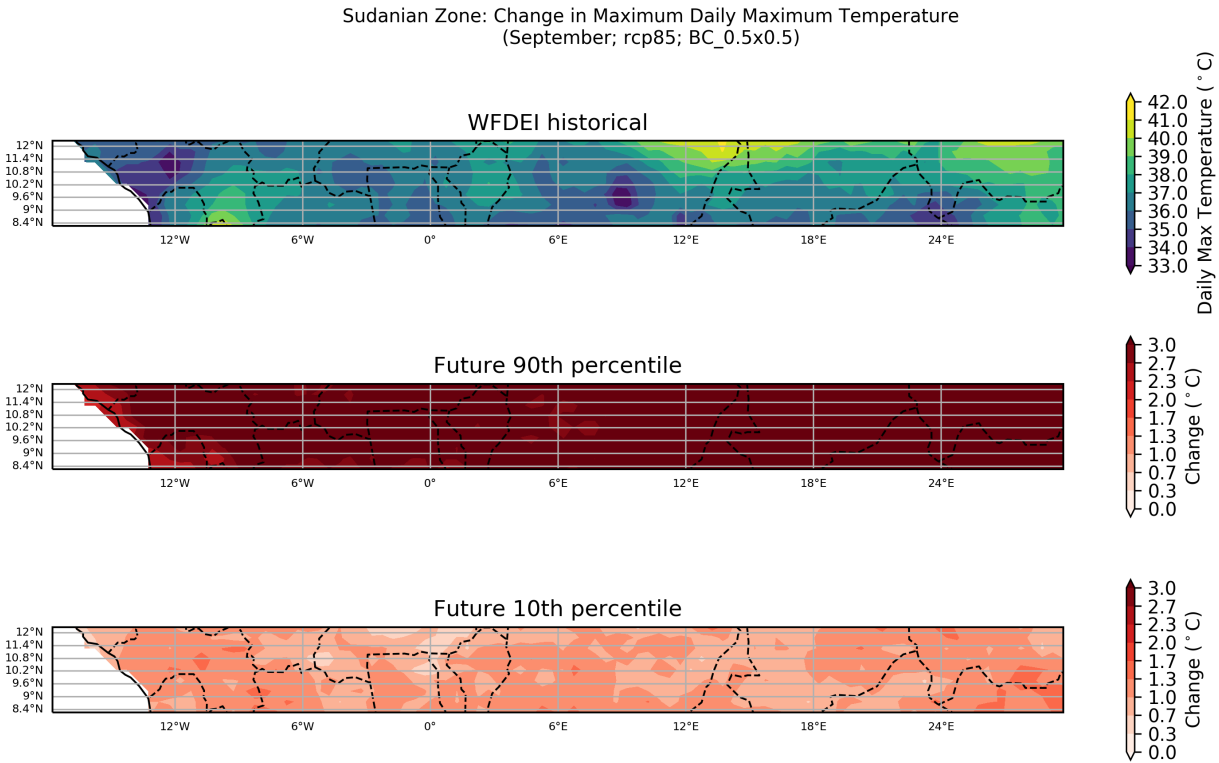 Sudanian Zone: Change in Maximum Daily Maximum Temperature
(September; rcp85; BC_0.5x0.5)
WFDEI historical
12°N
11.4°N
10.8°N
10.2°N
9.6°N
9°N
8.4°N
12°W 6°W 0° 6°E 12°E 18°E 24°E
42.0
41.0
40.0
39.0
38.0
37.0
36.0
35.0
34.0
33.0
Daily Max Temperature (°C)
Future 90th percentile
12°N
11.4°N
10.8°N
10.2°N
9.6°N
9°N
8.4°N
12°W 6°W 0° 6°E 12°E 18°E 24°E
3.0
2.7
2.3
2.0
1.7
1.3
1.0
0.7
0.3
0.0
Change (°C)
Future 10th percentile
12°N
11.4°N
10.8°N
10.2°N
9.6°N
9°N
8.4°N
12°W 6°W 0° 6°E 12°E 18°E 24°E
3.0
2.7
2.3
2.0
1.7
1.3
1.0
0.7
0.3
0.0
Change (°C)